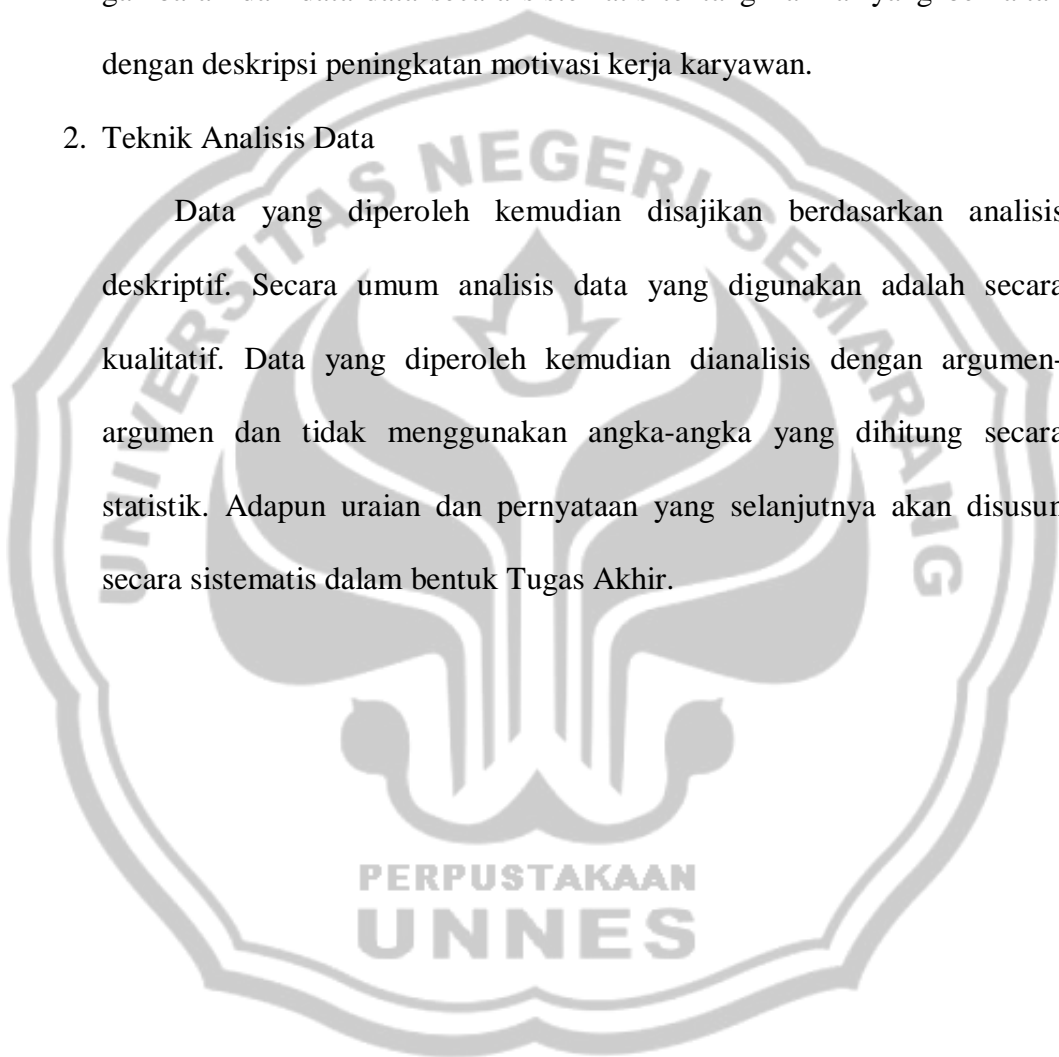 dengan deskripsi peningkatan motivasi kerja karyawan.
2. Teknik Analisis Data
Data yang diperoleh kemudian disajikan berdasarkan analisis
deskriptif. Secara umum analisis data yang digunakan adalah secara
kualitatif. Data yang diperoleh kemudian dianalisis dengan argumen-
argumen dan tidak menggunakan angka-angka yang dihitung secara
statistik. Adapun uraian dan pernyataan yang selanjutnya akan disusun
secara sistematis dalam bentuk Tugas Akhir.
UNIVERSITAS NEGERI SEMARANG
PERPUSTAKAAN
UNNES